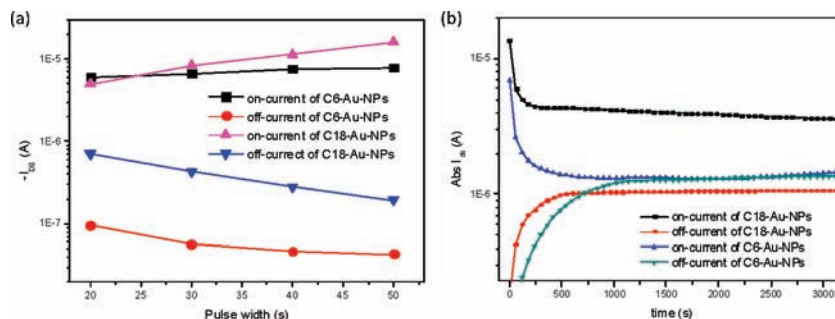 (a)
1E-5
1E-6
1E-7
-I_DS (A)
on-current of C6-Au-NPs
off-current of C6-Au-NPs
on-current of C18-Au-NPs
off-currect of C18-Au-NPs
20 25 30 35 40 45 50
Pulse width (s)
(b)
1E-5
1E-6
Abs I_ds (A)
on-current of C18-Au-NPs
off-current of C18-Au-NPs
on-current of C6-Au-NPs
off-current of C6-Au-NPs
0 500 1000 1500 2000 2500 3000
time (s)